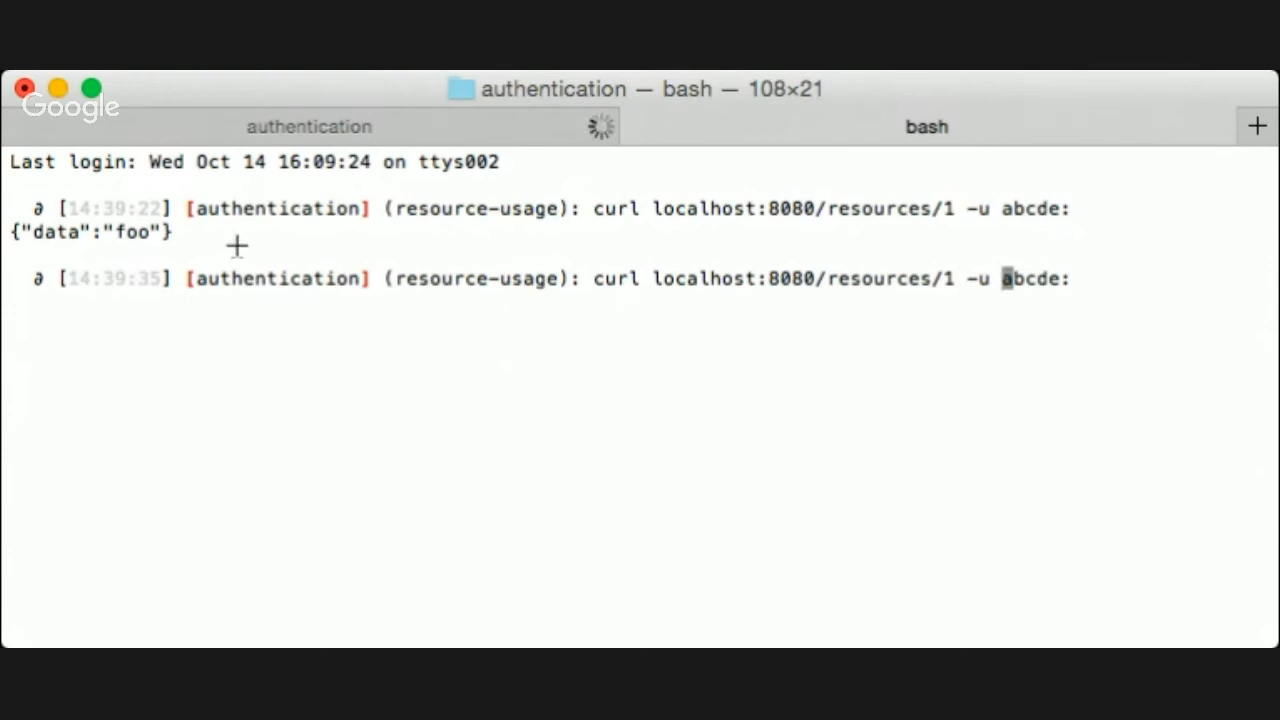 authentication — bash — 108×21
Google
authentication
bash
+
Last login: Wed Oct 14 16:09:24 on ttys002
∂ [14:39:22] [authentication] (resource-usage): curl localhost:8080/resources/1 -u abcde:
{"data":"foo"}
∂ [14:39:35] [authentication] (resource-usage): curl localhost:8080/resources/1 -u abcde: